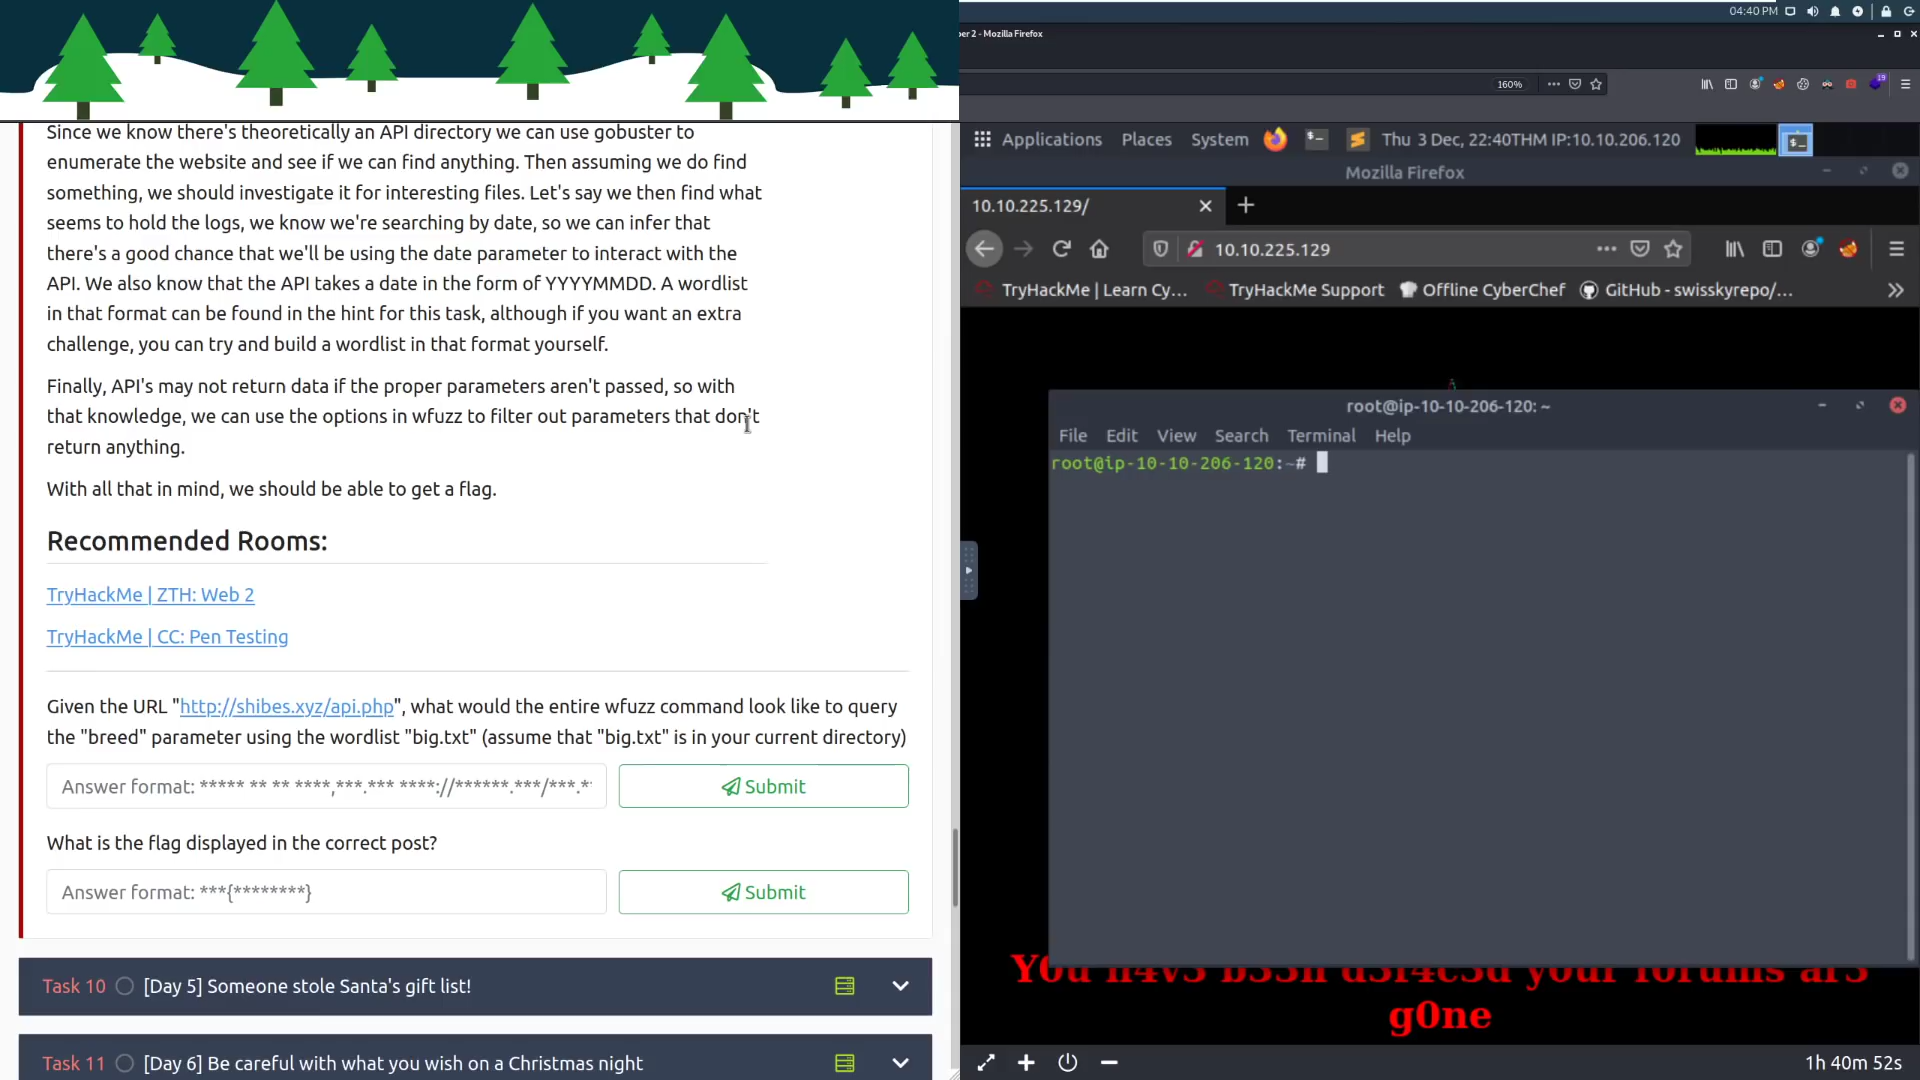 Since we know there's theoretically an API directory we can use gobuster to
enumerate the website and see if we can find anything. Then assuming we do find
something, we should investigate it for interesting files. Let's say we then find what
seems to hold the logs, we know we're searching by date, so we can infer that
there's a good chance that we'll be using the date parameter to interact with the
API. We also know that the API takes a date in the form of YYYYMMDD. A wordlist
in that format can be found in the hint for this task, although if you want an extra
challenge, you can try and build a wordlist in that format yourself.
Finally, API's may not return data if the proper parameters aren't passed, so with
that knowledge, we can use the options in wfuzz to filter out parameters that don't
return anything.
With all that in mind, we should be able to get a flag.
Recommended Rooms:
TryHackMe | ZTH: Web 2
TryHackMe | CC: Pen Testing
Given the URL "http://shibes.xyz/api.php", what would the entire wfuzz command look like to query
the "breed" parameter using the wordlist "big.txt" (assume that "big.txt" is in your current directory)
Answer format: ***** ** ** ****,***.*** ****://******.***/***.*
Submit
What is the flag displayed in the correct post?
Answer format: ***{********}
Submit
Task 10 [Day 5] Someone stole Santa's gift list!
Task 11 [Day 6] Be careful with what you wish on a Christmas night
04:40 PM
per 2 - Mozilla Firefox
160%
19
Applications Places System Thu 3 Dec, 22:40 THM IP:10.10.206.120
Mozilla Firefox
10.10.225.129/
10.10.225.129
TryHackMe | Learn Cy... TryHackMe Support Offline CyberChef GitHub - swisskyrepo/...
root@ip-10-10-206-120: ~
File Edit View Search Terminal Help
root@ip-10-10-206-120:~#
Y0u h4v3 b33n d3f4c3d your forums ar3
g0ne
1h 40m 52s